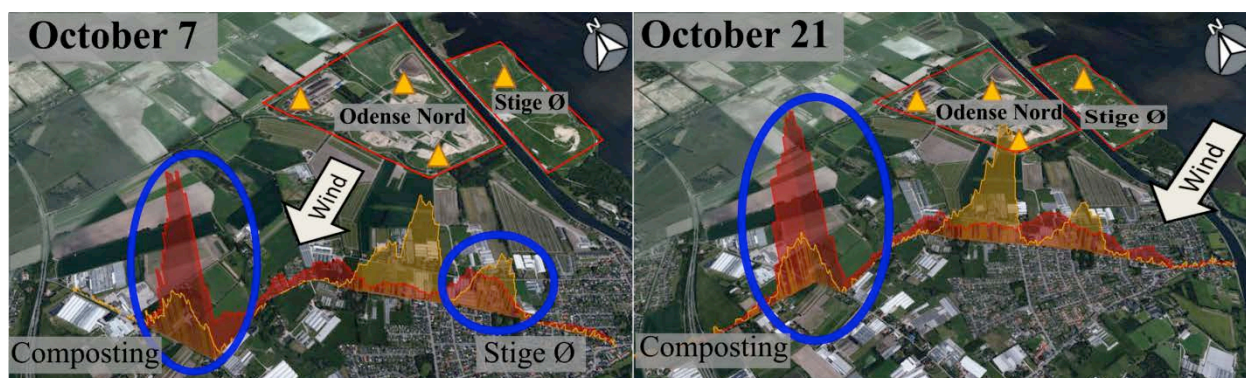 October 7
N
Odense Nord
Stige Ø
Wind
Composting
Stige Ø
October 21
N
Odense Nord
Stige Ø
Wind
Composting